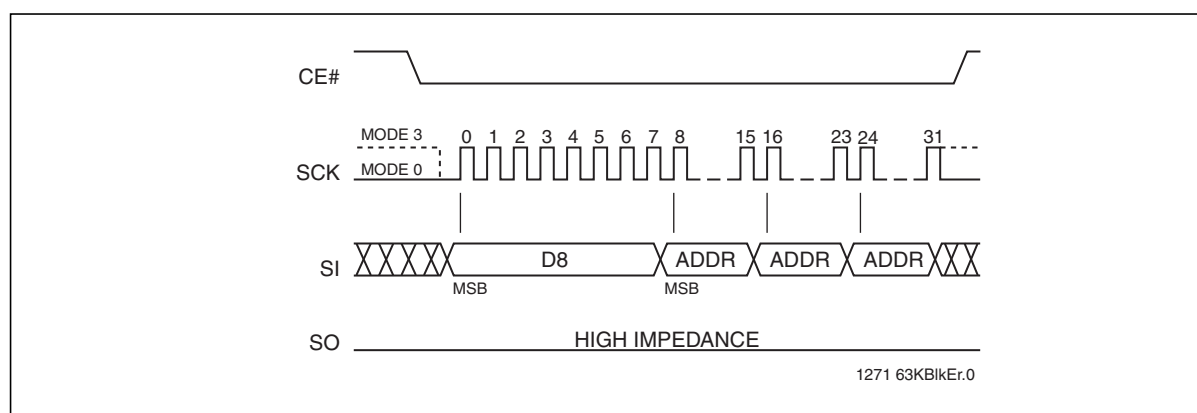 CE#
MODE 3
0 1 2 3 4 5 6 7 8 15 16 23 24 31
SCK
MODE 0
SI
D8 ADDR ADDR ADDR
MSB MSB
SO
HIGH IMPEDANCE
1271 63KBlkEr.0